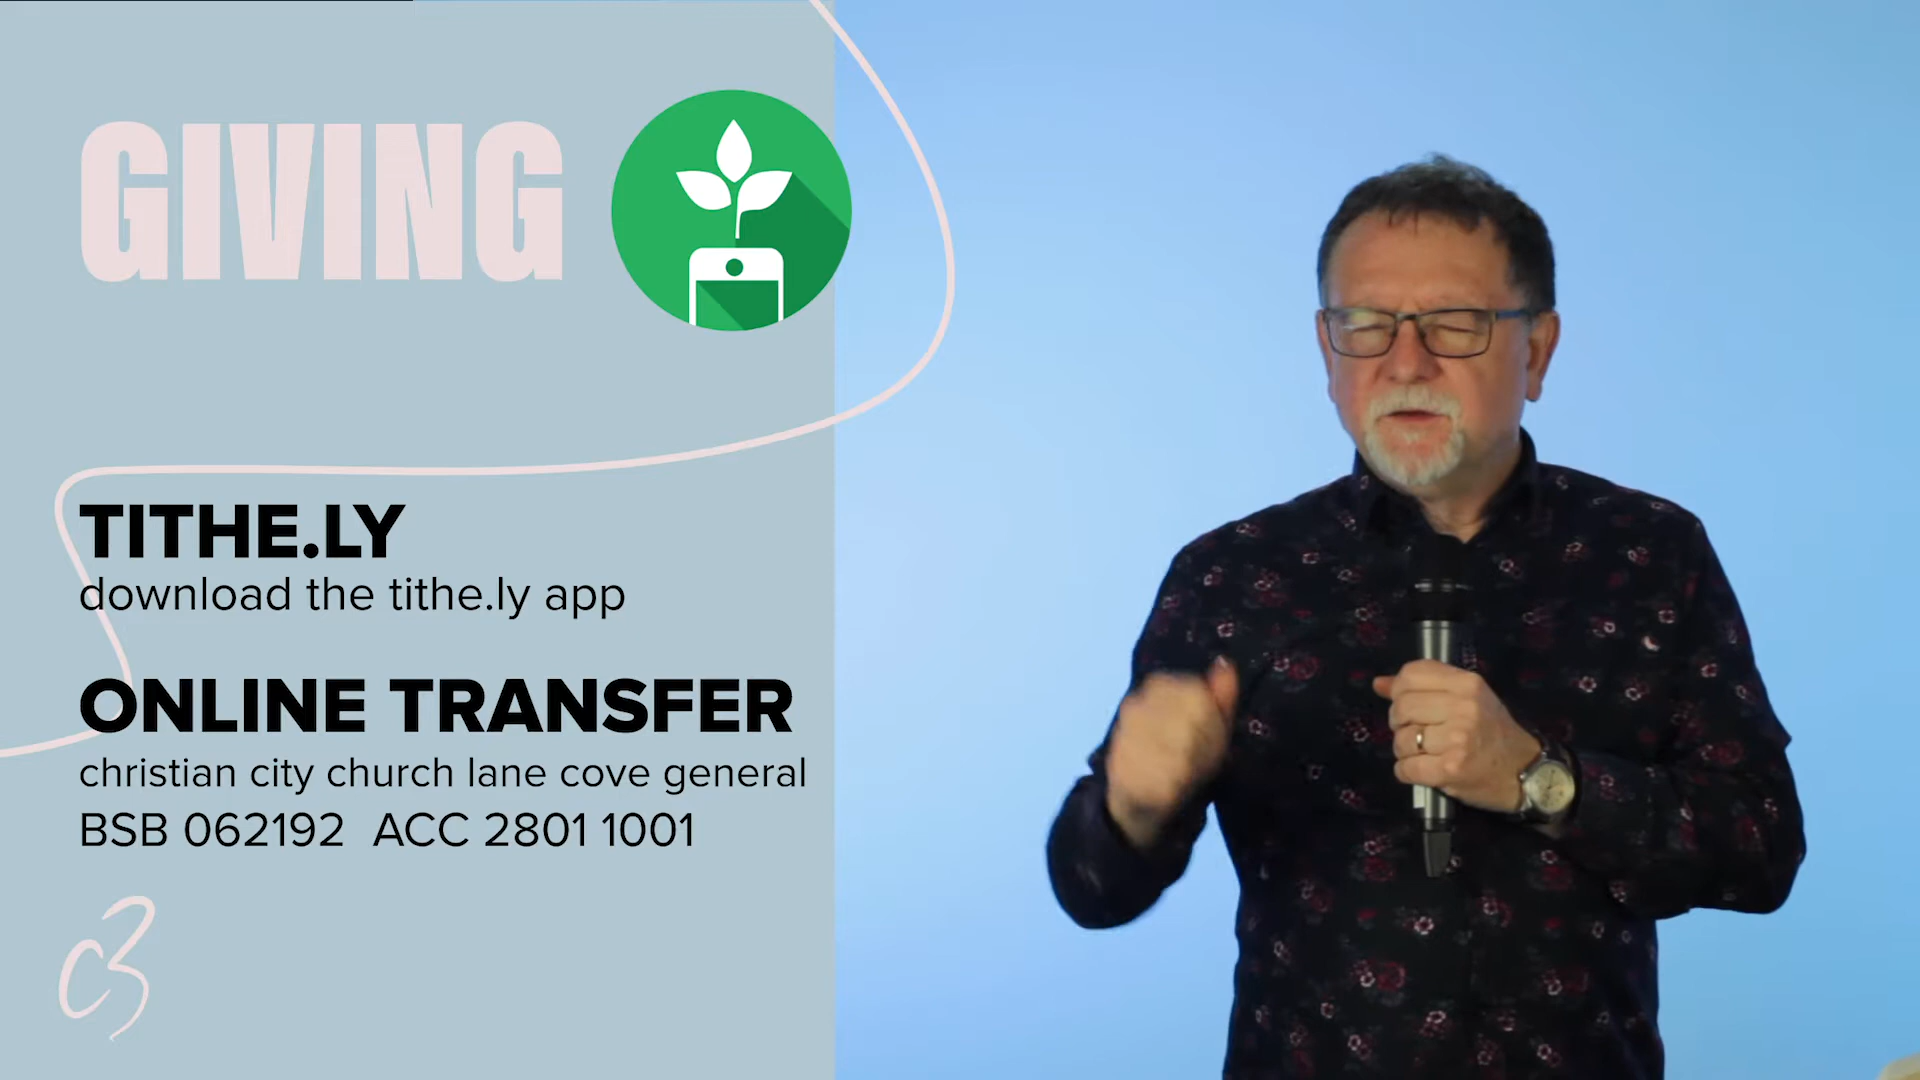 GIVING
TITHE.LY
download the tithe.ly app
ONLINE TRANSFER
christian city church lane cove general
BSB 062192 ACC 2801 1001
c3